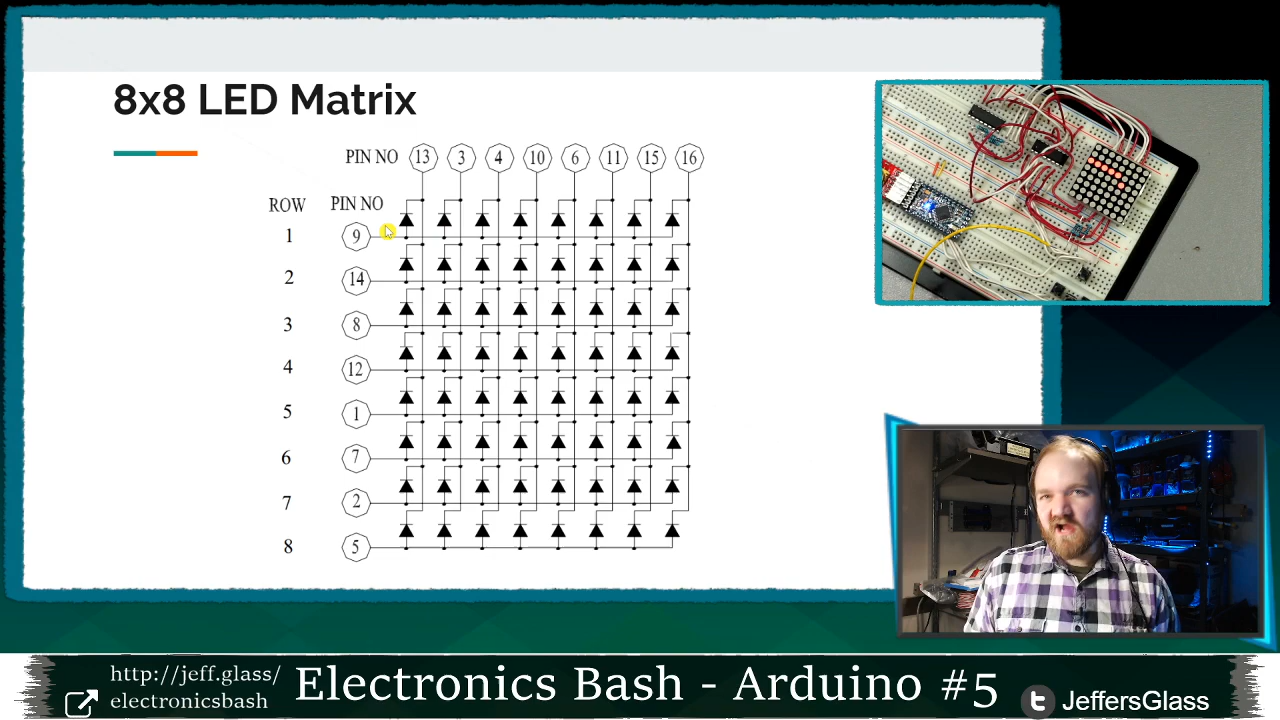 8x8 LED Matrix
PIN NO 13 3 4 10 6 11 15 16
ROW PIN NO
1 9
2 14
3 8
4 12
5 1
6 7
7 2
8 5
http://jeff.glass/
electronicsbash
Electronics Bash - Arduino #5
JeffersGlass